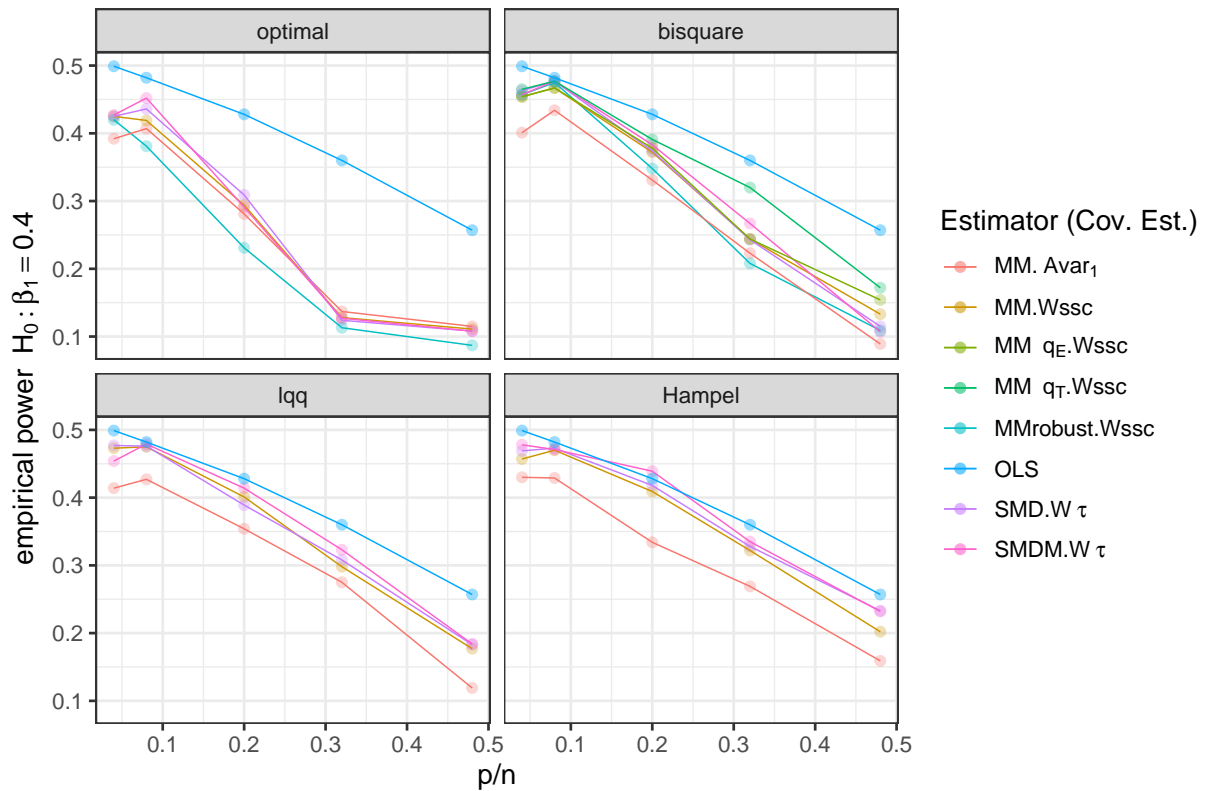 optimal bisquare
0.5
0.4
0.3
0.2
0.1
lqq Hampel
0.5
0.4
0.3
0.2
0.1
0.1 0.2 0.3 0.4 0.5 0.1 0.2 0.3 0.4 0.5
p/n
empirical power H₀ : β₁ = 0.4
Estimator (Cov. Est.)
MM. Avar₁
MM.Wssc
MM q_E.Wssc
MM q_T.Wssc
MMrobust.Wssc
OLS
SMD.W τ
SMDM.W τ